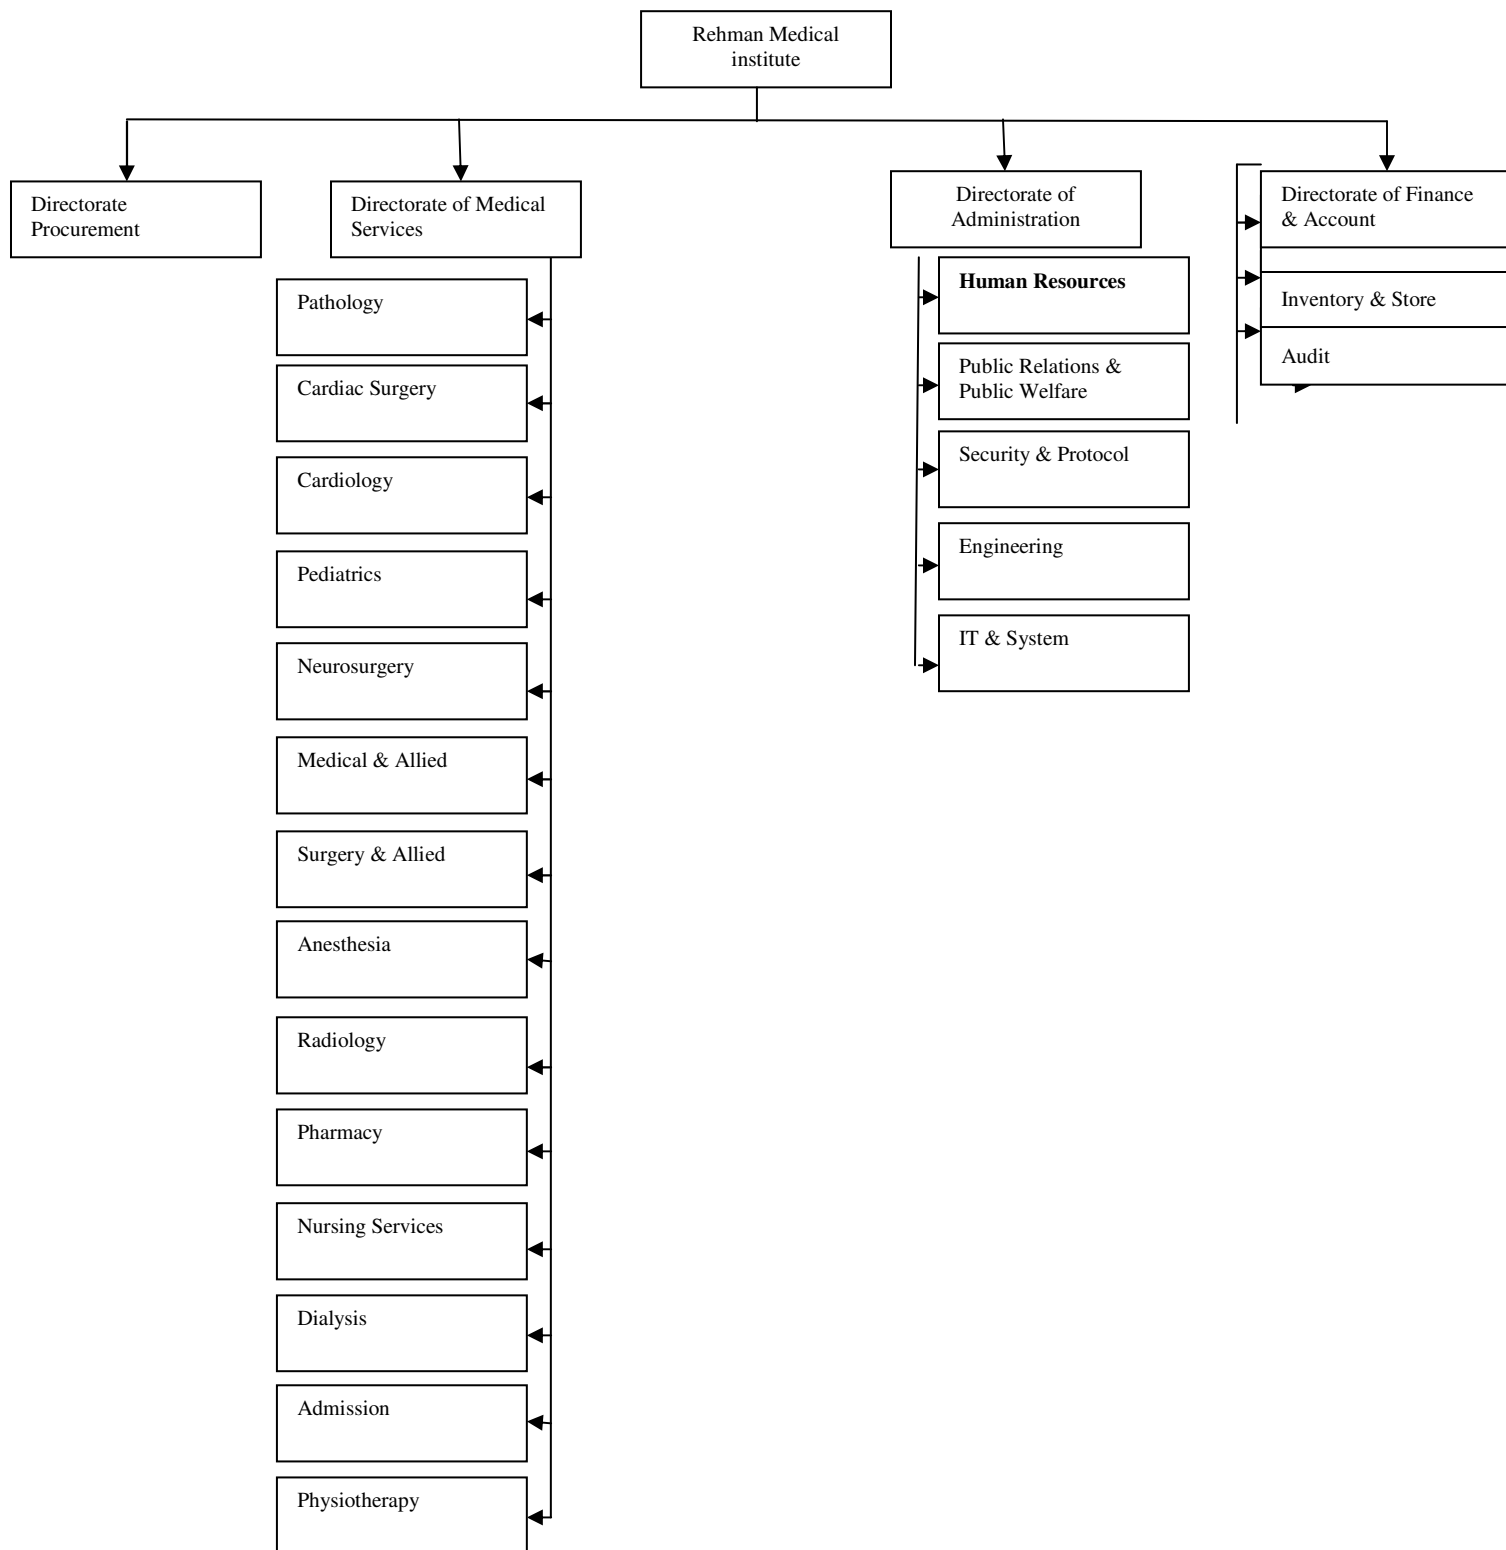 Rehman Medical
institute
Directorate
Procurement
Directorate of Medical
Services
Directorate of
Administration
Directorate of Finance
& Account
Pathology
Cardiac Surgery
Cardiology
Pediatrics
Neurosurgery
Medical & Allied
Surgery & Allied
Anesthesia
Radiology
Pharmacy
Nursing Services
Dialysis
Admission
Physiotherapy
Human Resources
Public Relations &
Public Welfare
Security & Protocol
Engineering
IT & System
Inventory & Store
Audit